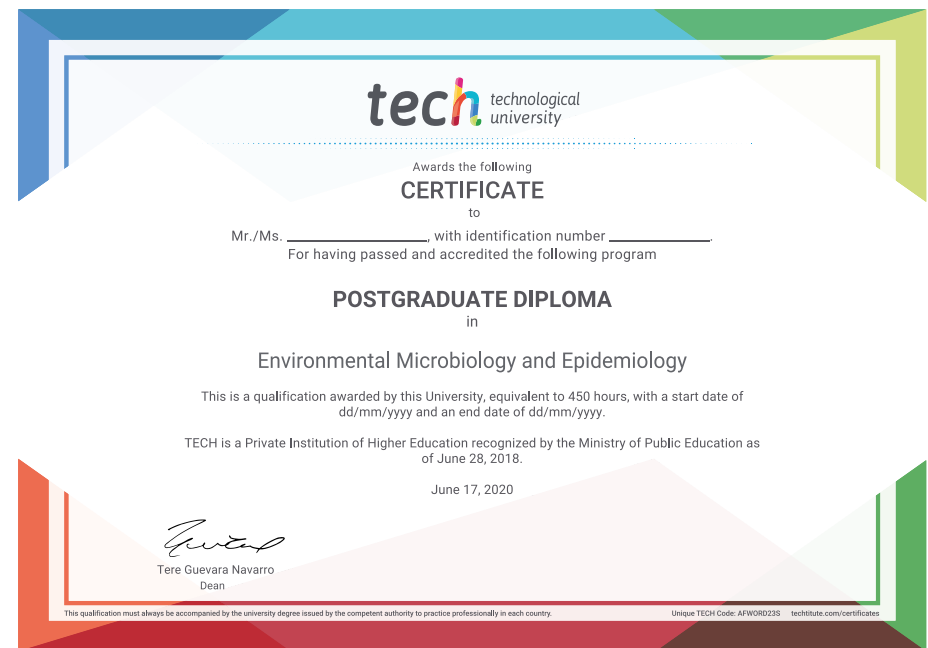 tech technological
university
Awards the following
CERTIFICATE
to
Mr./Ms. ____________________, with identification number ______________.
For having passed and accredited the following program
POSTGRADUATE DIPLOMA
in
Environmental Microbiology and Epidemiology
This is a qualification awarded by this University, equivalent to 450 hours, with a start date of
dd/mm/yyyy and an end date of dd/mm/yyyy.
TECH is a Private Institution of Higher Education recognized by the Ministry of Public Education as
of June 28, 2018.
June 17, 2020
Tere Guevara Navarro
Dean
This qualification must always be accompanied by the university degree issued by the competent authority to practice professionally in each country.
Unique TECH Code: AFWORD23S techtitute.com/certificates